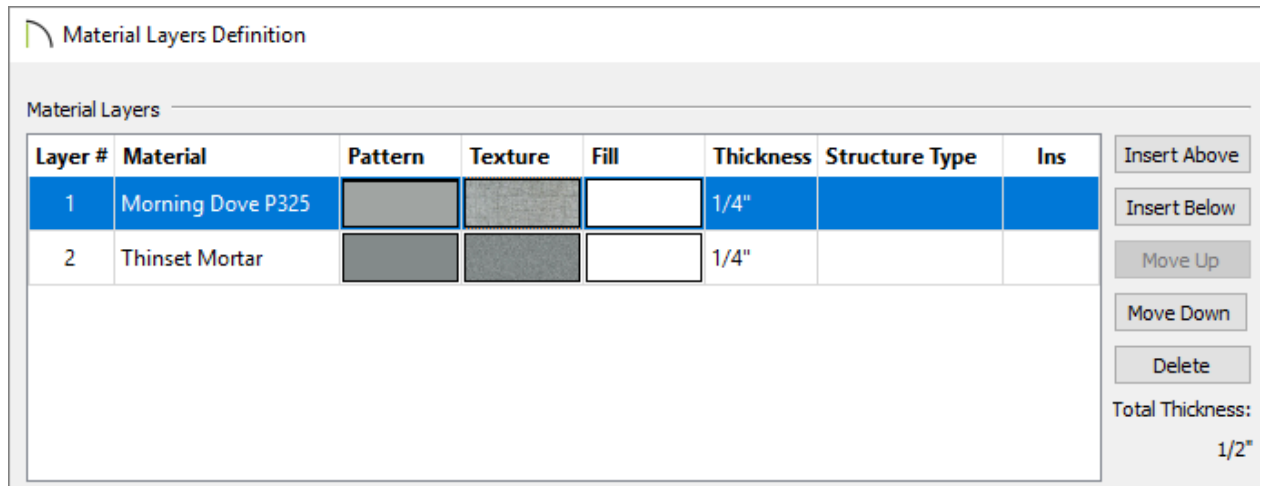 Material Layers Definition
Material Layers
Layer # Material Pattern Texture Fill Thickness Structure Type Ins
Insert Above
1 Morning Dove P325 1/4"
Insert Below
2 Thinset Mortar 1/4"
Move Up
Move Down
Delete
Total Thickness:
1/2"